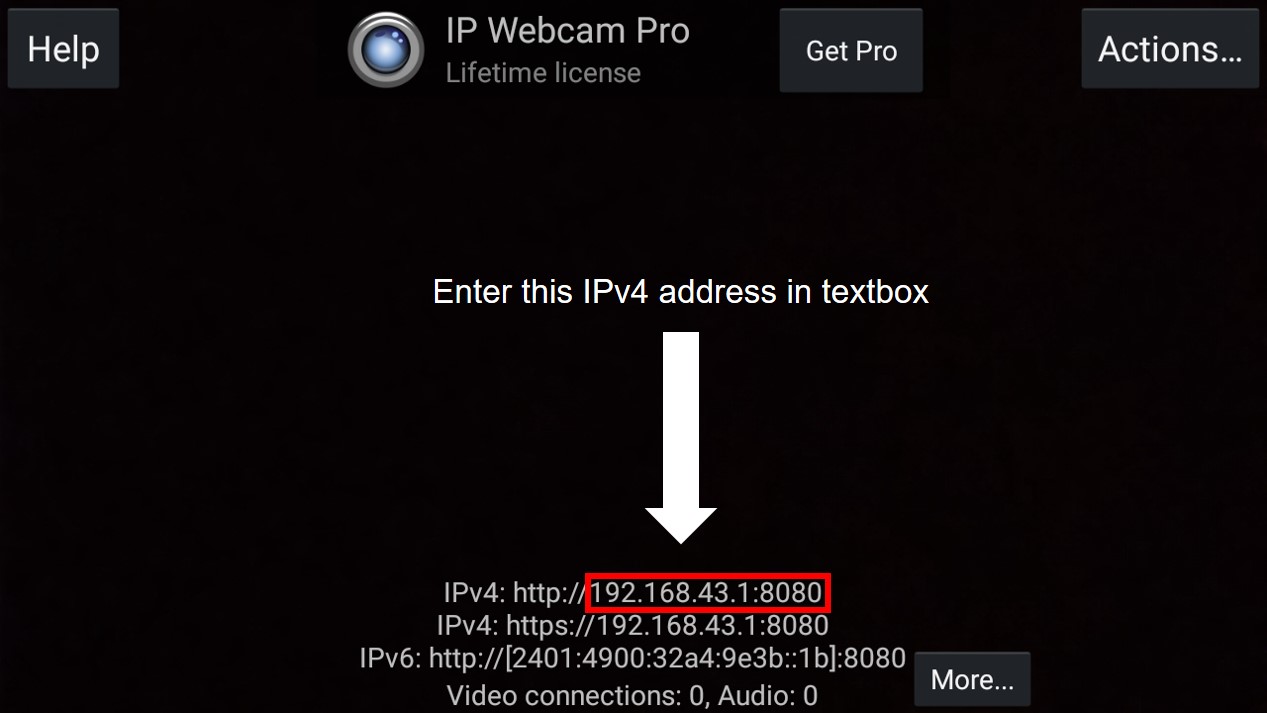 Help
IP Webcam Pro
Lifetime license
Get Pro
Actions...
Enter this IPv4 address in textbox
IPv4: http://192.168.43.1:8080
IPv4: https://192.168.43.1:8080
IPv6: http://[2401:4900:32a4:9e3b::1b]:8080
Video connections: 0, Audio: 0
More...